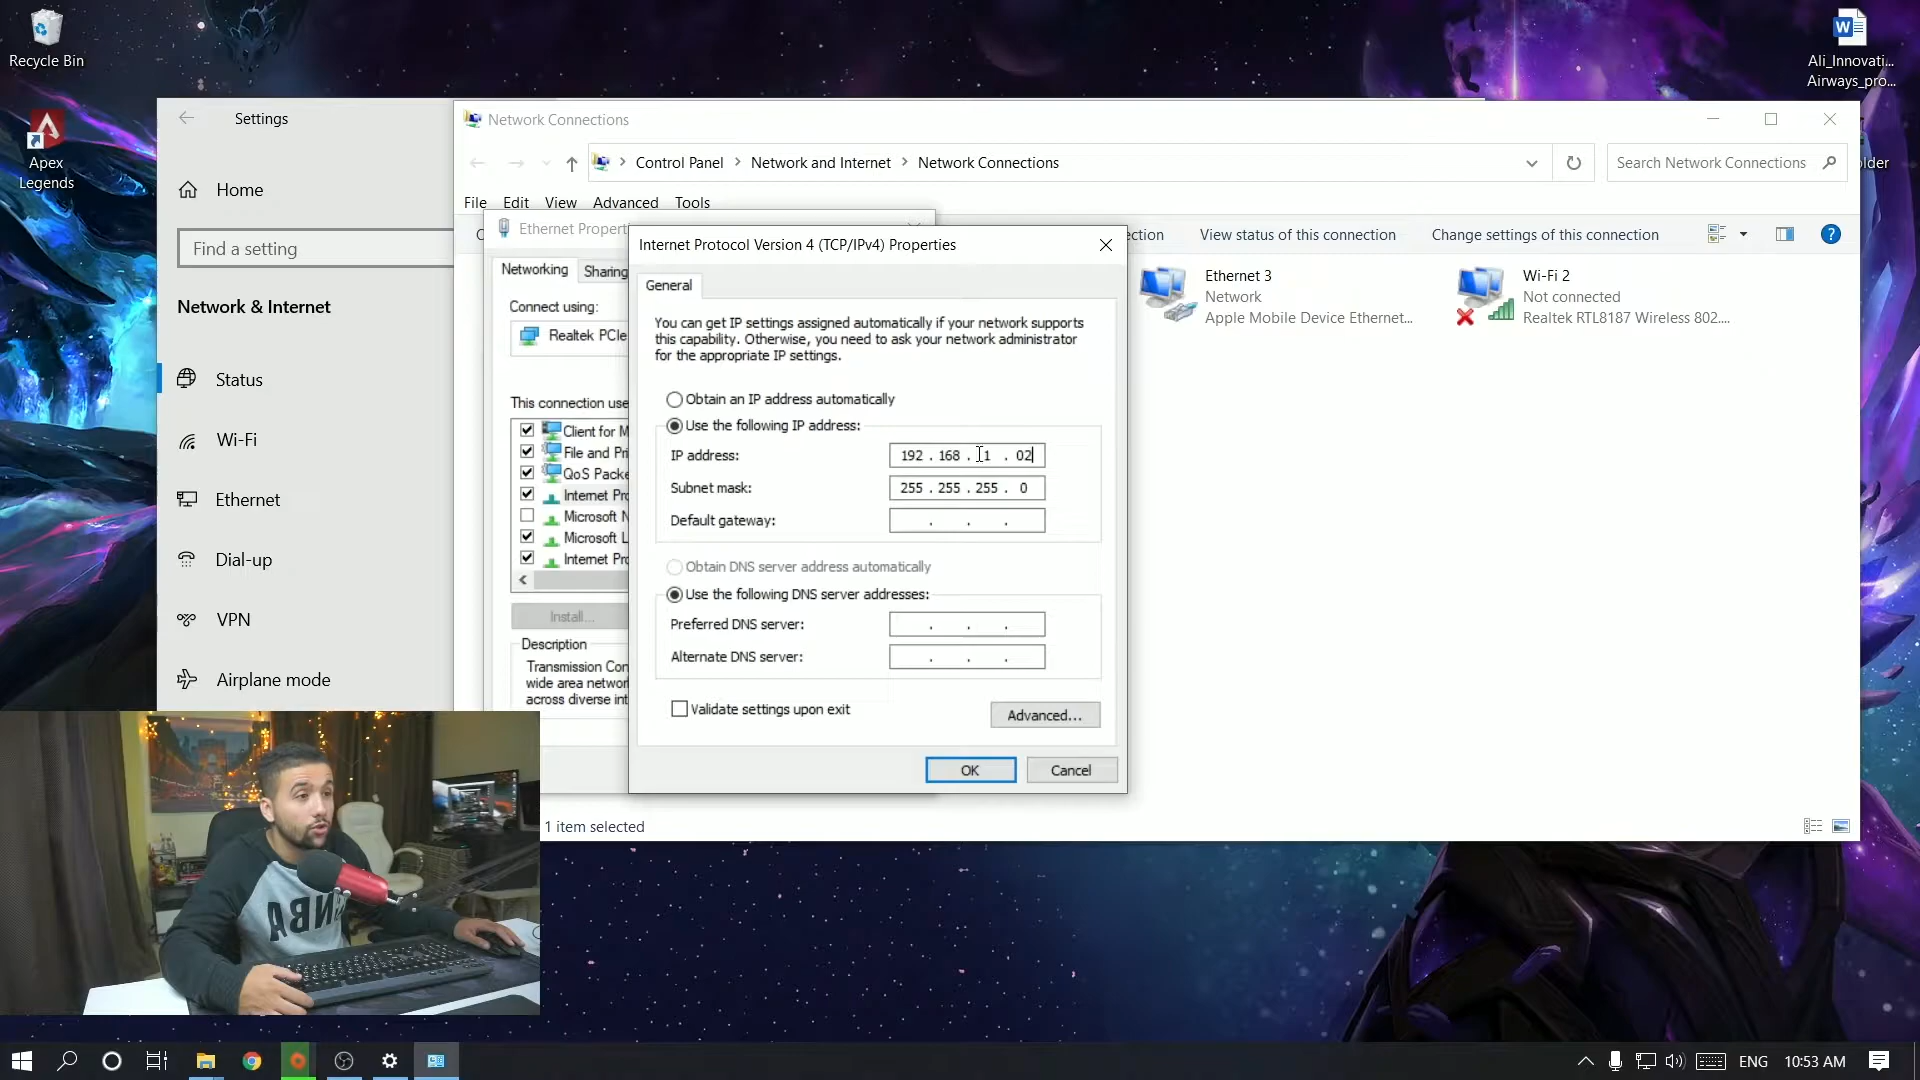 Recycle Bin
Ali_Innovati...
Airways_pro...
Apex
Legends
older
Settings
Home
Find a setting
Network & Internet
Status
Wi-Fi
Ethernet
Dial-up
VPN
Airplane mode
Network Connections
Control Panel > Network and Internet > Network Connections
Search Network Connections
File Edit View Advanced Tools
View status of this connection
Change settings of this connection
Ethernet 3
Network
Apple Mobile Device Ethernet...
Wi-Fi 2
Not connected
Realtek RTL8187 Wireless 802....
Ethernet Propert
Networking
Sharing
Connect using:
Realtek PCIe
This connection use
Client for M
File and Pri
QoS Packe
Internet Pro
Microsoft N
Microsoft L
Internet Pro
Install...
Description
Transmission Con
wide area networ
across diverse int
1 item selected
Internet Protocol Version 4 (TCP/IPv4) Properties
General
You can get IP settings assigned automatically if your network supports
this capability. Otherwise, you need to ask your network administrator
for the appropriate IP settings.
Obtain an IP address automatically
Use the following IP address:
IP address: 192 . 168 . 1 . 02
Subnet mask: 255 . 255 . 255 . 0
Default gateway: . . .
Obtain DNS server address automatically
Use the following DNS server addresses:
Preferred DNS server: . . .
Alternate DNS server: . . .
Validate settings upon exit
Advanced...
OK
Cancel
NBA
ENG
10:53 AM